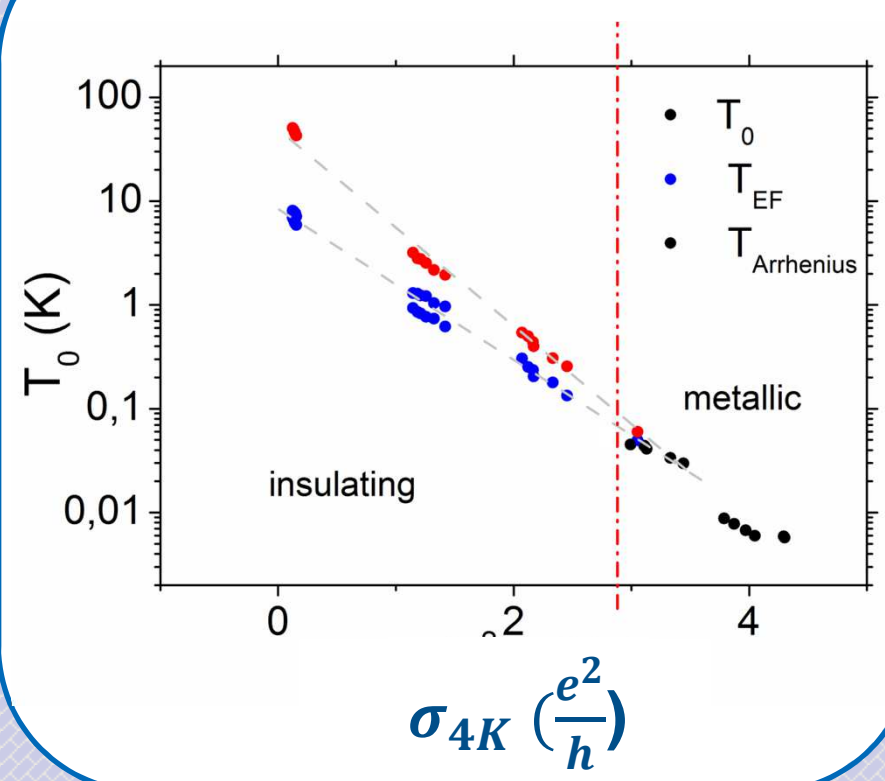 100
10
1
0,1
0,01
T0 (K)
T0
TEF
TArrhenius
metallic
insulating
0
2
4
σ4K (e²/h)